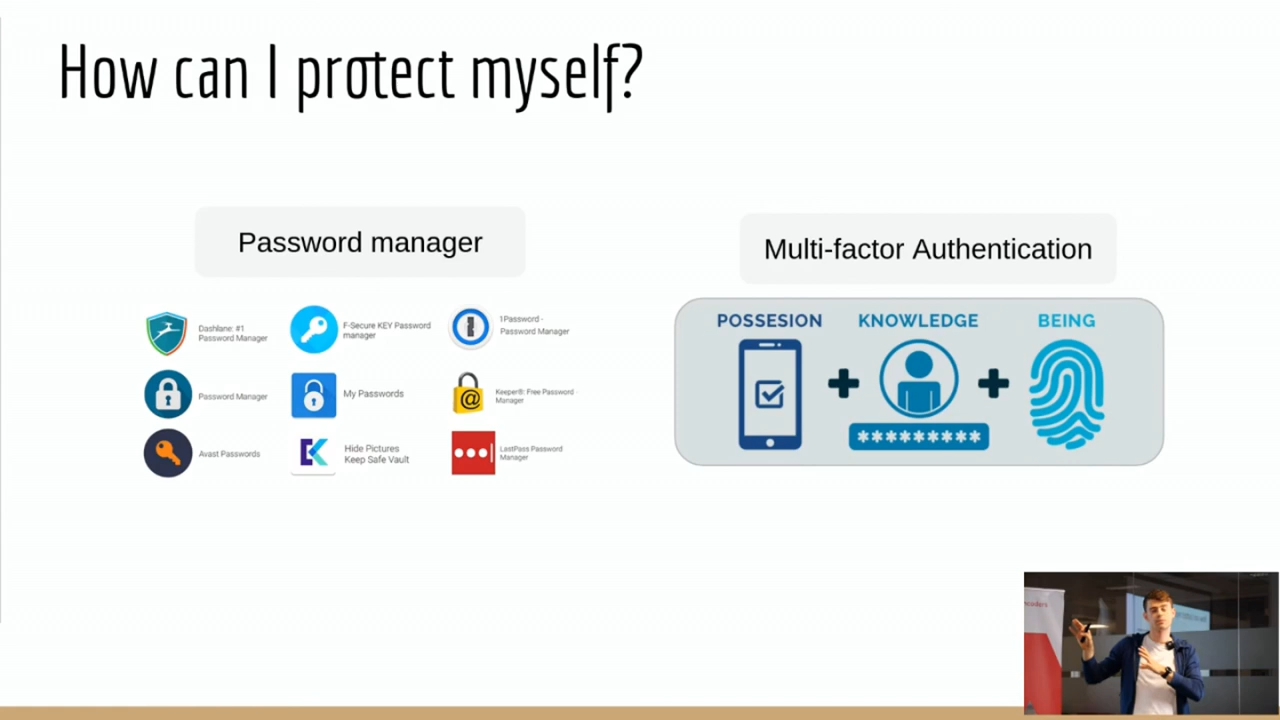 How can I protect myself?
Password manager
Multi-factor Authentication
Dashlane: #1
Password Manager
F-Secure KEY Password
manager
1Password -
Password Manager
Password Manager
My Passwords
Keeper®: Free Password -
Manager
Avast Passwords
Hide Pictures
Keep Safe Vault
LastPass Password
Manager
POSSESION
KNOWLEDGE
BEING
*********